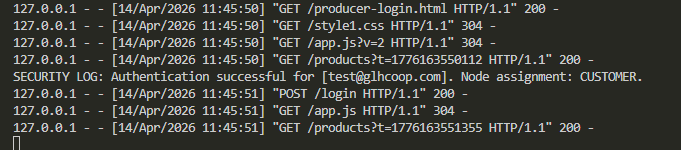 127.0.0.1 - - [14/Apr/2026 11:45:50] "GET /producer-login.html HTTP/1.1" 200 -
127.0.0.1 - - [14/Apr/2026 11:45:50] "GET /style1.css HTTP/1.1" 304 -
127.0.0.1 - - [14/Apr/2026 11:45:50] "GET /app.js?v=2 HTTP/1.1" 304 -
127.0.0.1 - - [14/Apr/2026 11:45:50] "GET /products?t=1776163550112 HTTP/1.1" 200 -
SECURITY LOG: Authentication successful for [test@glhcoop.com]. Node assignment: CUSTOMER.
127.0.0.1 - - [14/Apr/2026 11:45:51] "POST /login HTTP/1.1" 200 -
127.0.0.1 - - [14/Apr/2026 11:45:51] "GET /app.js HTTP/1.1" 304 -
127.0.0.1 - - [14/Apr/2026 11:45:51] "GET /products?t=1776163551355 HTTP/1.1" 200 -